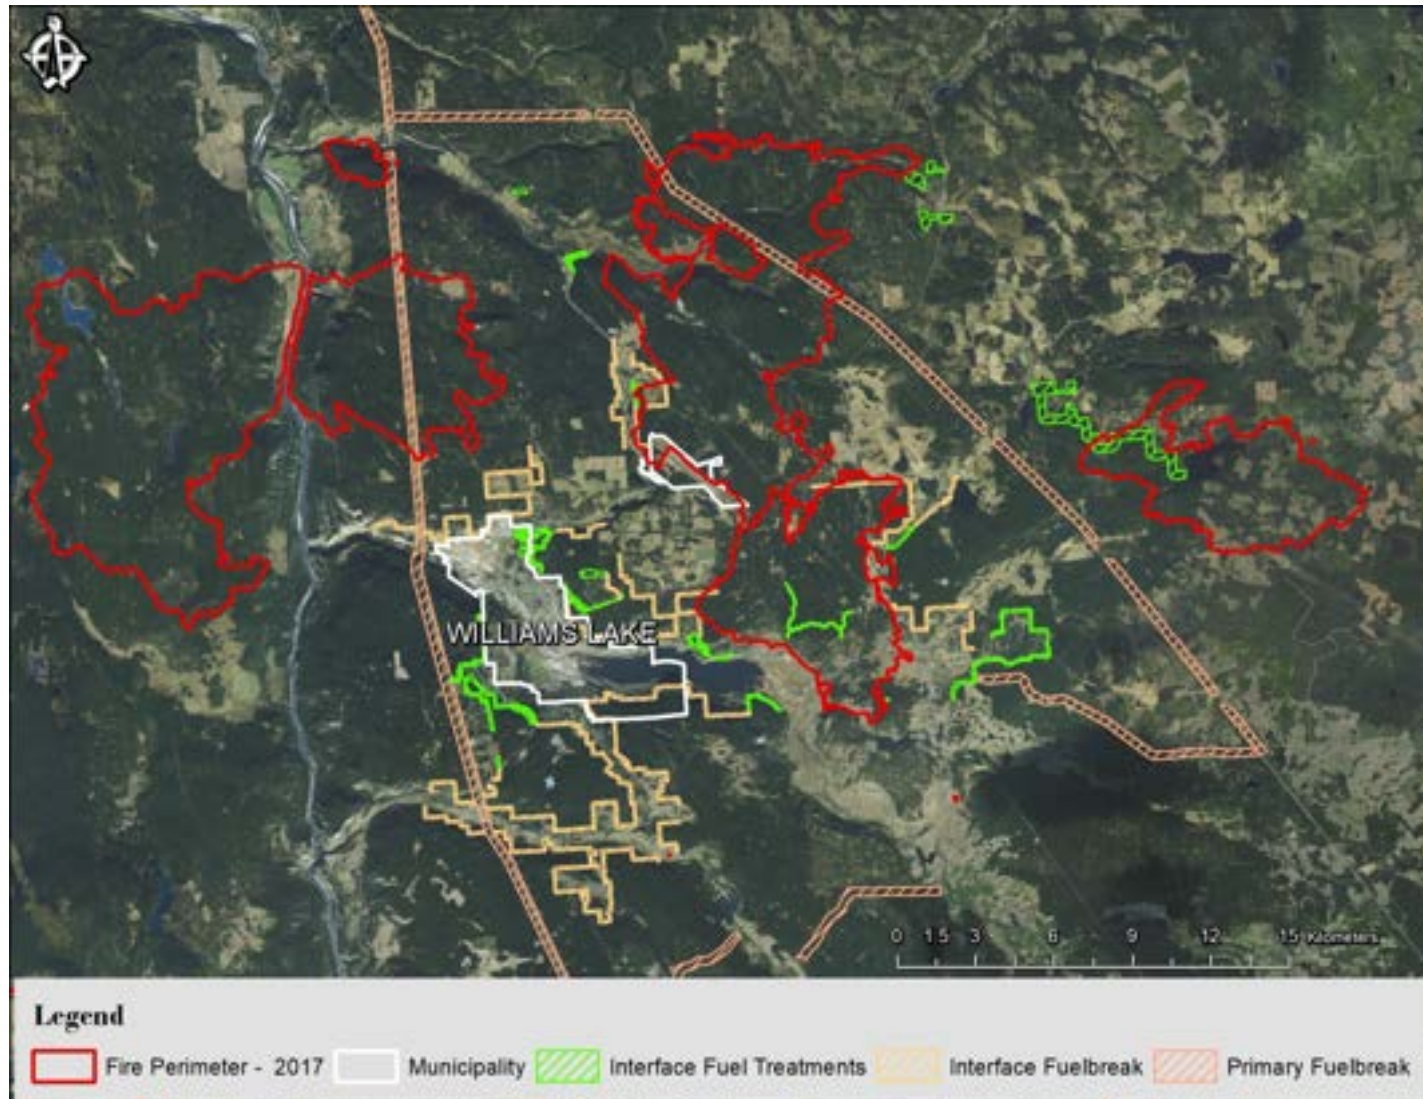 WILLIAMS LAKE
0 1.5 3 6 9 12 15 Kilometers
Legend
Fire Perimeter - 2017 Municipality Interface Fuel Treatments Interface Fuelbreak Primary Fuelbreak